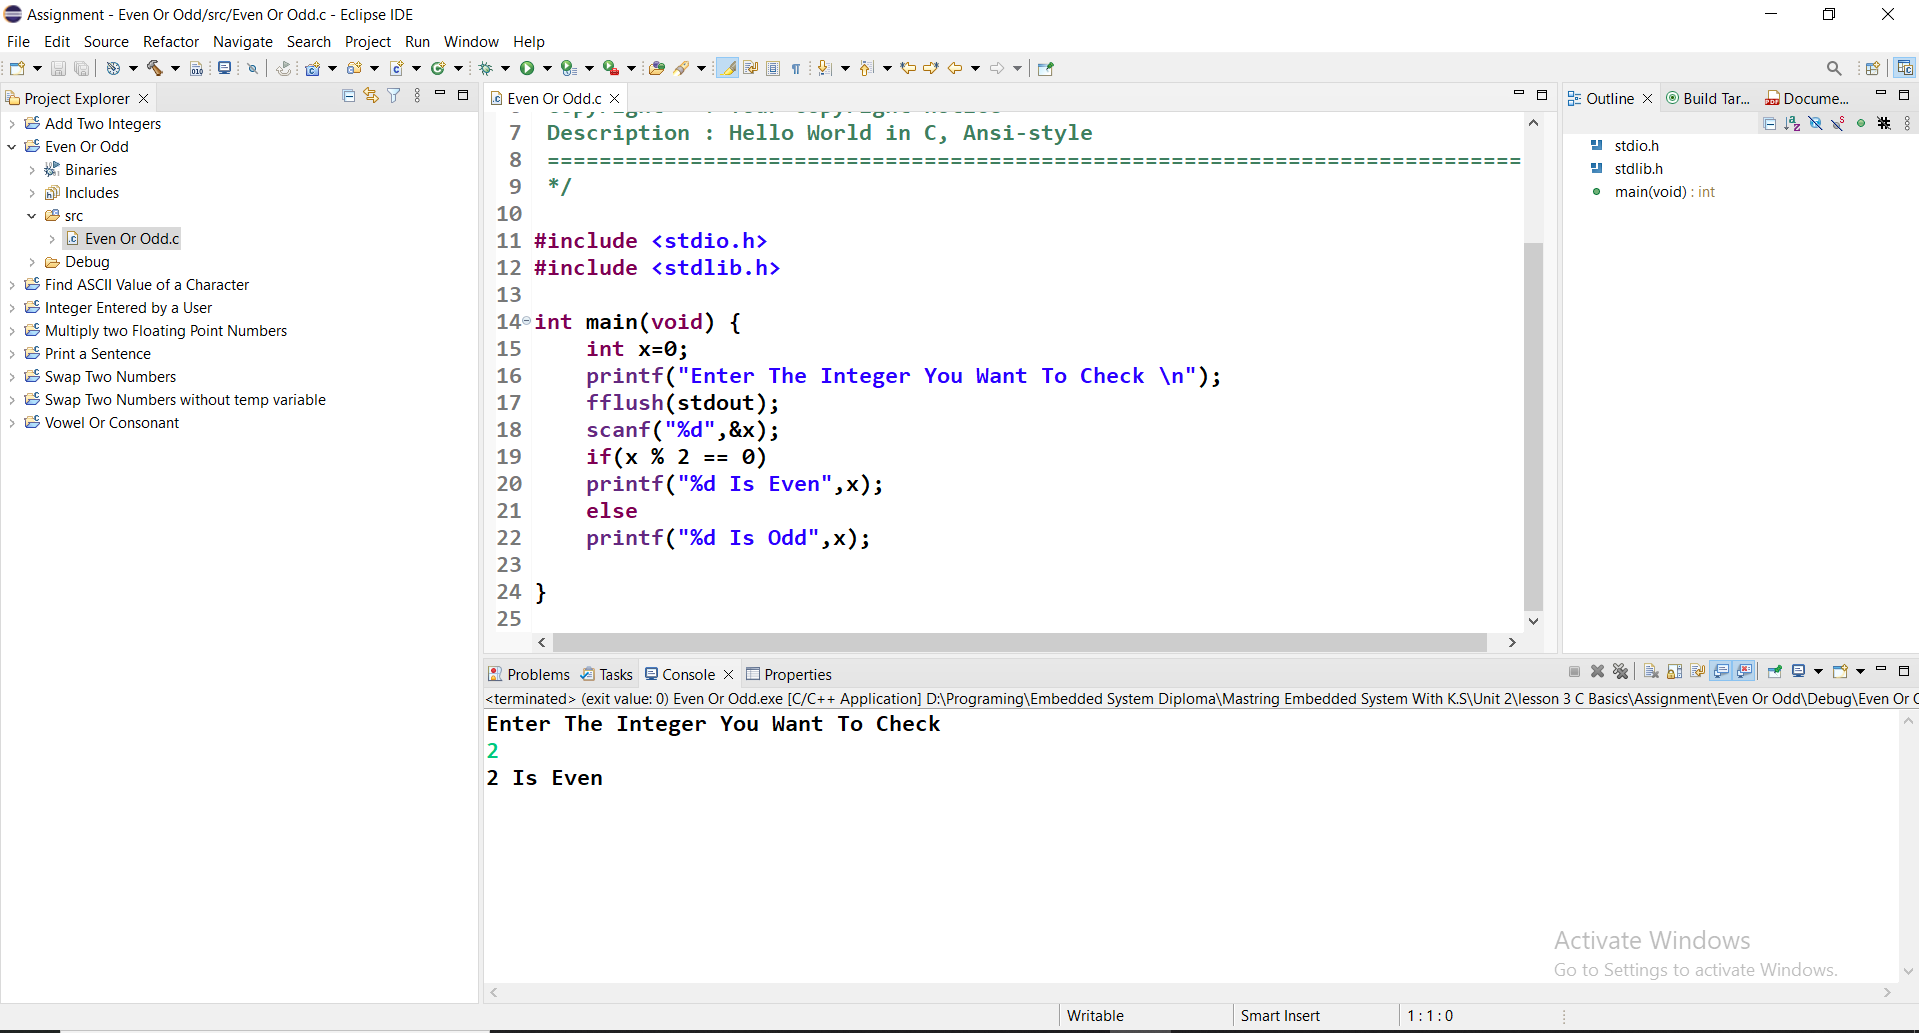 Assignment - Even Or Odd/src/Even Or Odd.c - Eclipse IDE
File Edit Source Refactor Navigate Search Project Run Window Help
Project Explorer
Add Two Integers
Even Or Odd
Binaries
Includes
src
Even Or Odd.c
Debug
Find ASCII Value of a Character
Integer Entered by a User
Multiply two Floating Point Numbers
Print a Sentence
Swap Two Numbers
Swap Two Numbers without temp variable
Vowel Or Consonant
Even Or Odd.c
7 Description : Hello World in C, Ansi-style
8 ===========================================================================
9 */
10
11 #include <stdio.h>
12 #include <stdlib.h>
13
14 int main(void) {
15 int x=0;
16 printf("Enter The Integer You Want To Check \n");
17 fflush(stdout);
18 scanf("%d",&x);
19 if(x % 2 == 0)
20 printf("%d Is Even",x);
21 else
22 printf("%d Is Odd",x);
23
24 }
25
Outline Build Tar... Docume...
stdio.h
stdlib.h
main(void) : int
Problems Tasks Console Properties
<terminated> (exit value: 0) Even Or Odd.exe [C/C++ Application] D:\Programing\Embedded System Diploma\Mastring Embedded System With K.S\Unit 2\lesson 3 C Basics\Assignment\Even Or Odd\Debug\Even Or
Enter The Integer You Want To Check
2
2 Is Even
Activate Windows
Go to Settings to activate Windows.
Writable Smart Insert 1 : 1 : 0